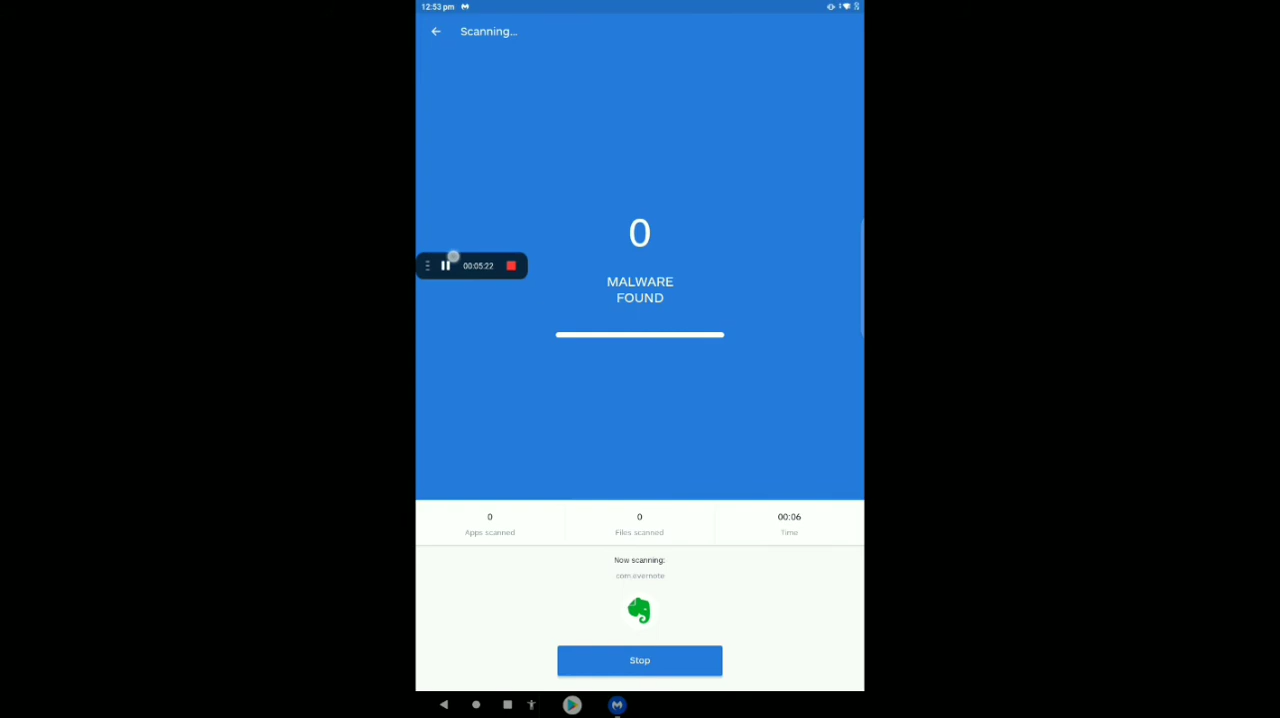 12:53 pm
Scanning...
0
00:05:22
MALWARE
FOUND
0
0
00:06
Apps scanned
Files scanned
Time
Now scanning:
com.evernote
Stop